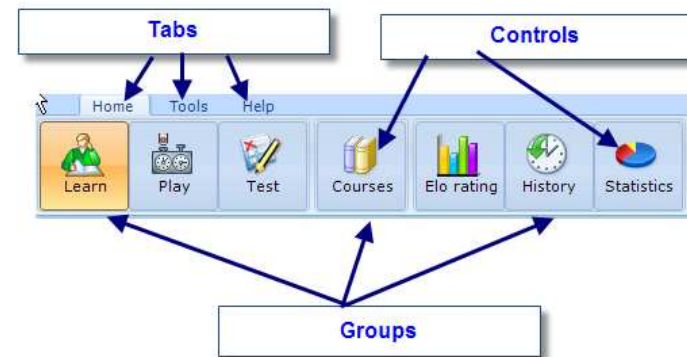 Tabs
Controls
Home Tools Help
Learn Play Test Courses Elo rating History Statistics
Groups